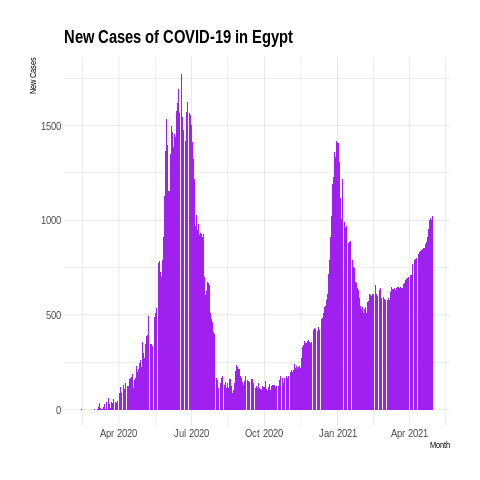 New Cases of COVID-19 in Egypt
New Cases
1500
1000
500
0
Apr 2020 Jul 2020 Oct 2020 Jan 2021 Apr 2021
Month